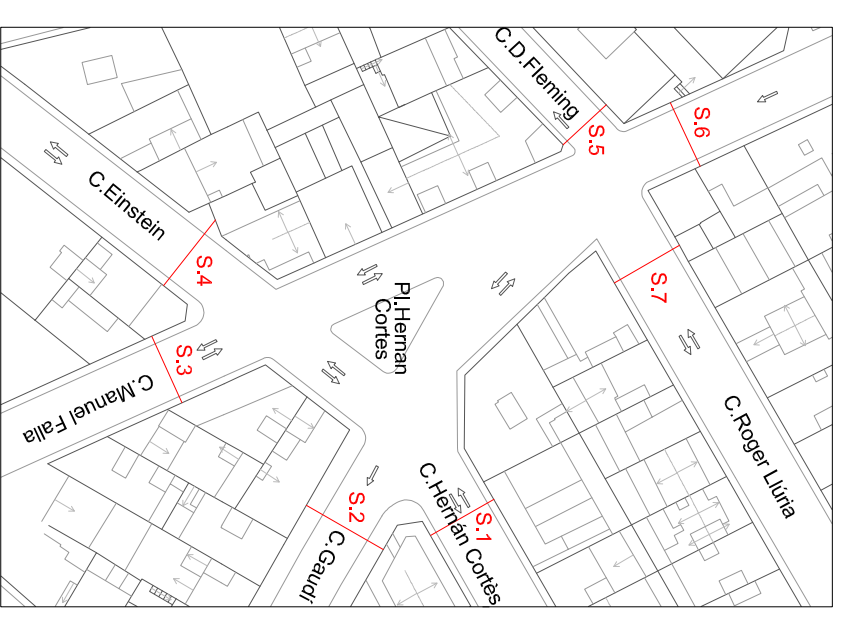 C.D.Fleming
S.5
S.6
C.Einstein
S.4
S.7
Pl.Hernan
Cortes
S.3
C.Manuel Falla
C.Roger Llúria
S.2
C.Gaudí
C.Hernán Cortès
S.1